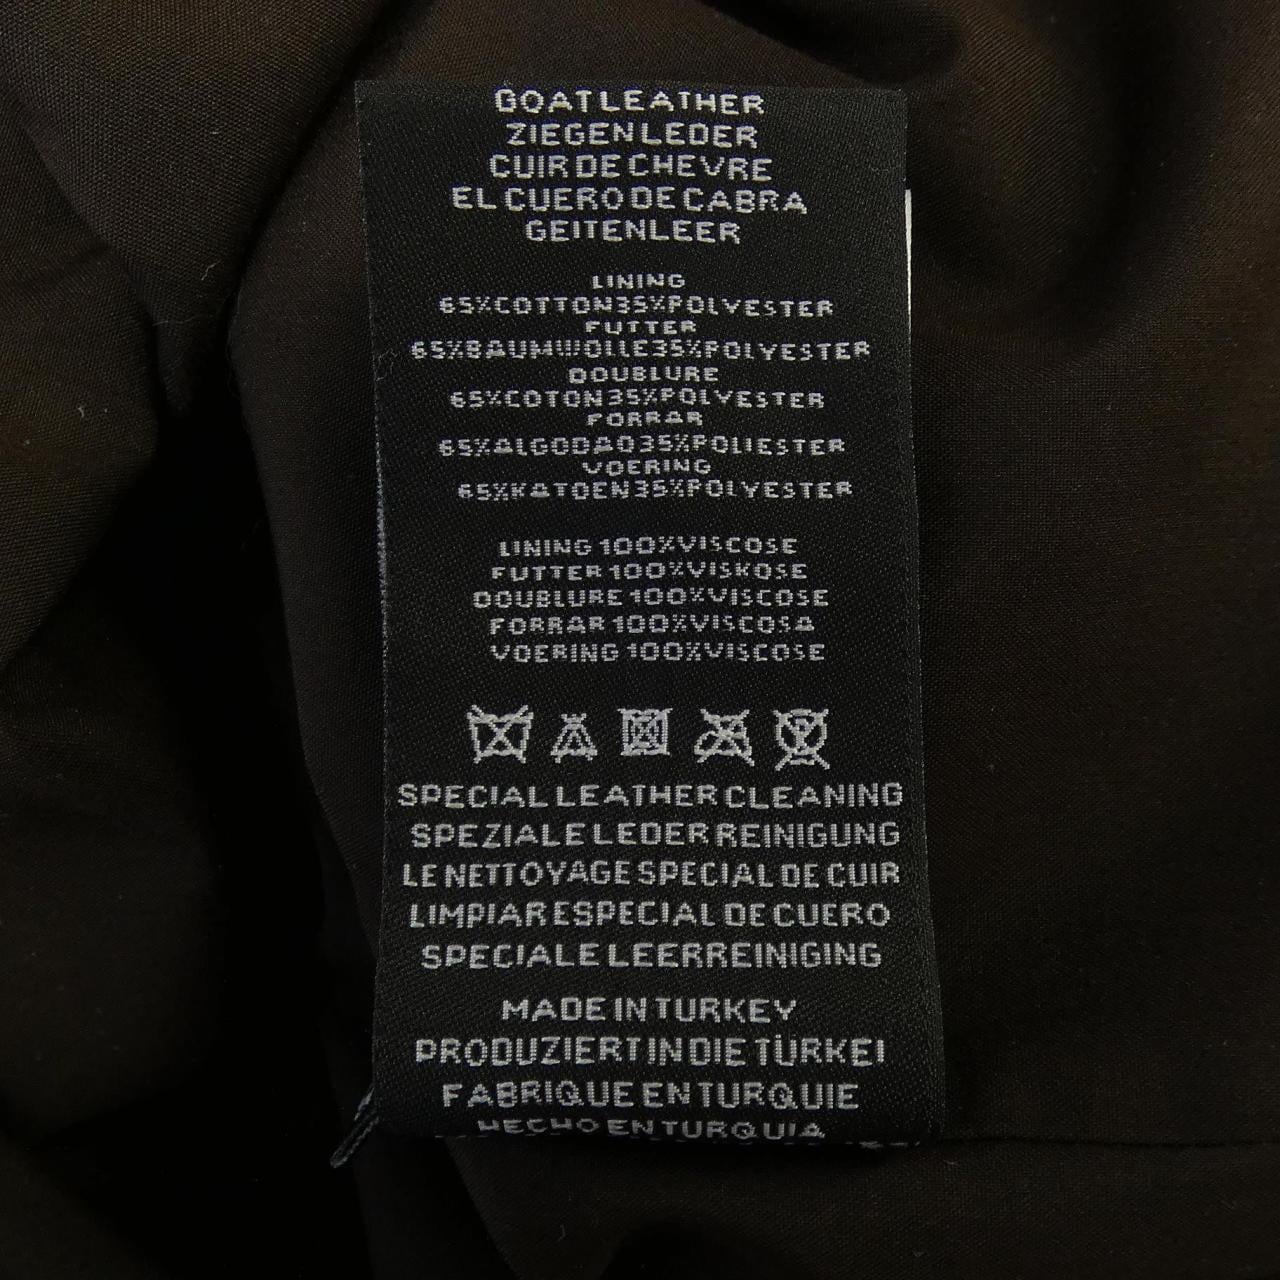 GOATLEATHER
ZIEGENLEDER
CUIR DE CHEVRE
EL CUERO DE CABRA
GEITENLEER
LINING
65%COTTON35%POLYESTER
FUTTER
65%BAUMWOLLE35%POLYESTER
DOUBLURE
65%COTON35%POLYESTER
FORRAR
65%ALGODAO35%POLIESTER
VOERING
65%KATOEN35%POLYESTER
LINING 100%VISCOSE
FUTTER 100%VISKOSE
DOUBLURE 100%VISCOSE
FORRAR 100%VISCOSA
VOERING 100%VISCOSE
SPECIAL LEATHER CLEANING
SPEZIALE LEDER REINIGUNG
LE NETTOYAGE SPECIAL DE CUIR
LIMPIAR ESPECIAL DE CUERO
SPECIALE LEERREINIGING
MADE IN TURKEY
PRODUZIERT IN DIE TÜRKEI
FABRIQUE EN TURQUIE
HECHO EN TURQUIA